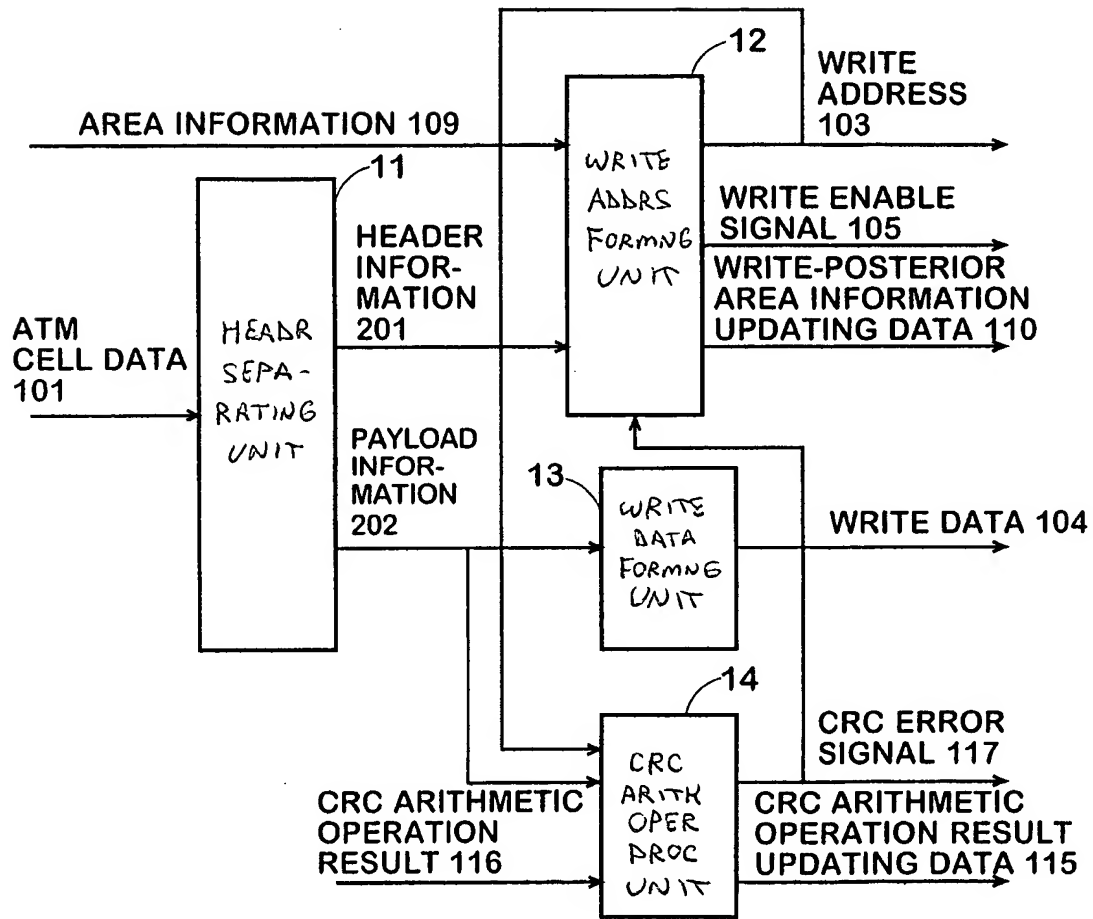 12
WRITE
ADDRESS
103
AREA INFORMATION 109
11
WRITE
ADDRS
FORMNG
UNIT
WRITE ENABLE
SIGNAL 105
HEADER
INFOR-
MATION
201
WRITE-POSTERIOR
AREA INFORMATION
UPDATING DATA 110
ATM
CELL DATA
101
HEADR
SEPA-
RATING
UNIT
PAYLOAD
INFOR-
MATION
202
13
WRITE
DATA
FORMNG
UNIT
WRITE DATA 104
14
CRC ERROR
SIGNAL 117
CRC
ARITH
OPER
PROC
UNIT
CRC ARITHMETIC
OPERATION
RESULT 116
CRC ARITHMETIC
OPERATION RESULT
UPDATING DATA 115